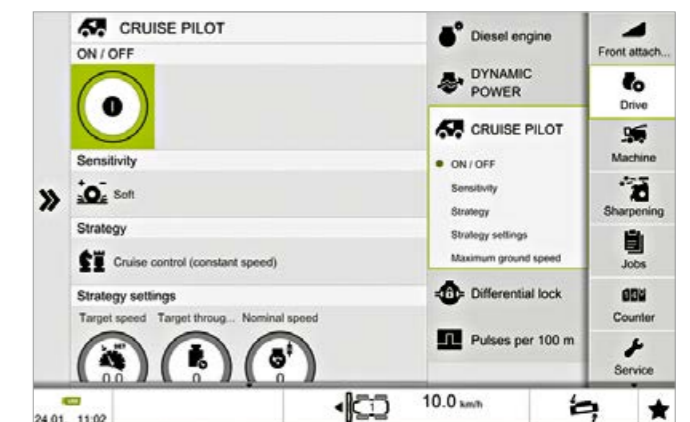 CRUISE PILOT
ON / OFF
Sensitivity
Soft
Strategy
Cruise control (constant speed)
Strategy settings
Target speed Target throug... Nominal speed
SET
0.0 0 0
Diesel engine
DYNAMIC
POWER
CRUISE PILOT
ON / OFF
Sensitivity
Strategy
Strategy settings
Maximum ground speed
Differential lock
Pulses per 100 m
Front attach...
Drive
Machine
Sharpening
Jobs
Counter
Service
24.01. 11:02
1
10.0 km/h